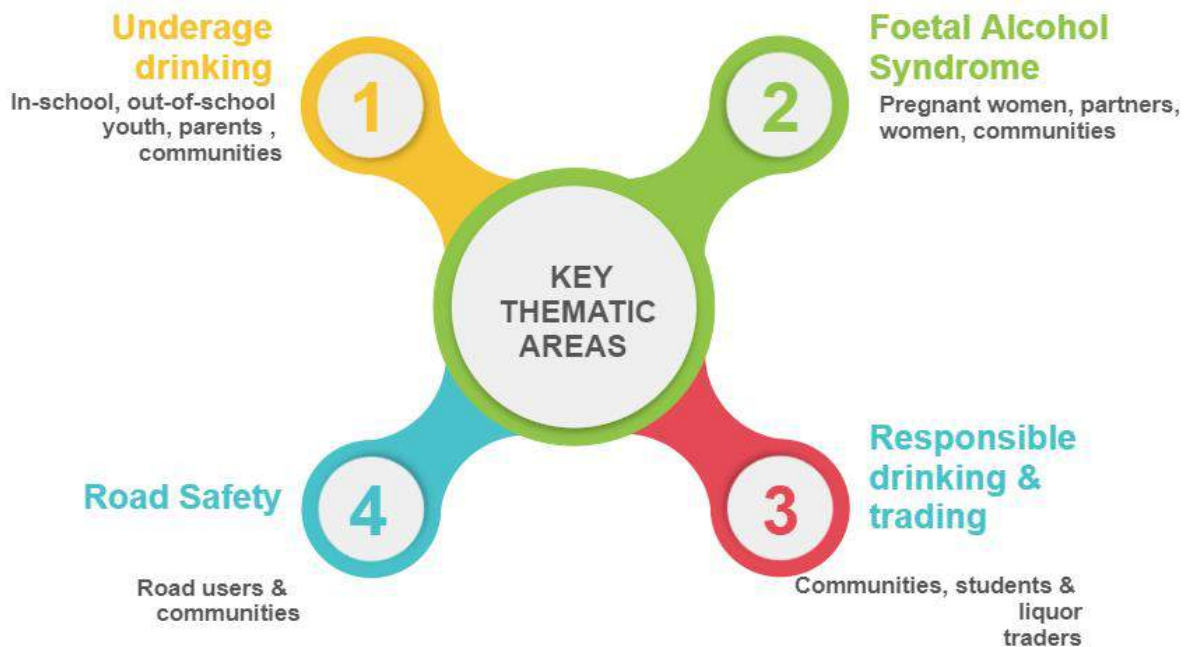 Underage
drinking
In-school, out-of-school
youth, parents ,
communities
1
2
Foetal Alcohol
Syndrome
Pregnant women, partners,
women, communities
KEY
THEMATIC
AREAS
Responsible
drinking &
trading
3
Communities, students &
liquor
traders
Road Safety
4
Road users &
communities